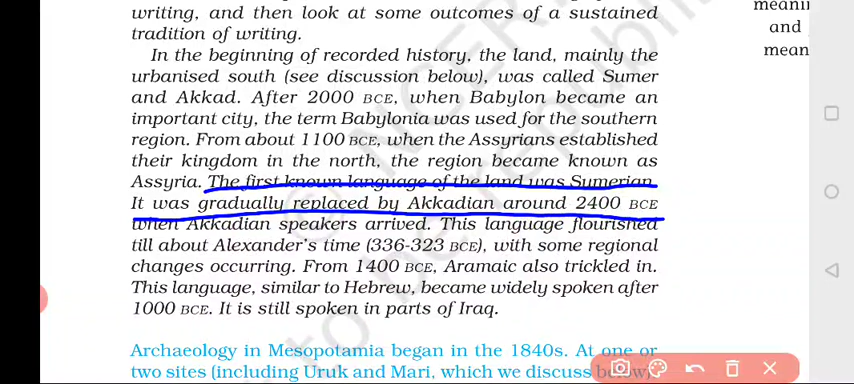 writing, and then look at some outcomes of a sustained
tradition of writing.
In the beginning of recorded history, the land, mainly the
urbanised south (see discussion below), was called Sumer
and Akkad. After 2000 BCE, when Babylon became an
important city, the term Babylonia was used for the southern
region. From about 1100 BCE, when the Assyrians established
their kingdom in the north, the region became known as
Assyria. The first known language of the land was Sumerian.
It was gradually replaced by Akkadian around 2400 BCE
when Akkadian speakers arrived. This language flourished
till about Alexander's time (336-323 BCE), with some regional
changes occurring. From 1400 BCE, Aramaic also trickled in.
This language, similar to Hebrew, became widely spoken after
1000 BCE. It is still spoken in parts of Iraq.
Archaeology in Mesopotamia began in the 1840s. At one or
two sites (including Uruk and Mari, which we discuss below),
and
mean